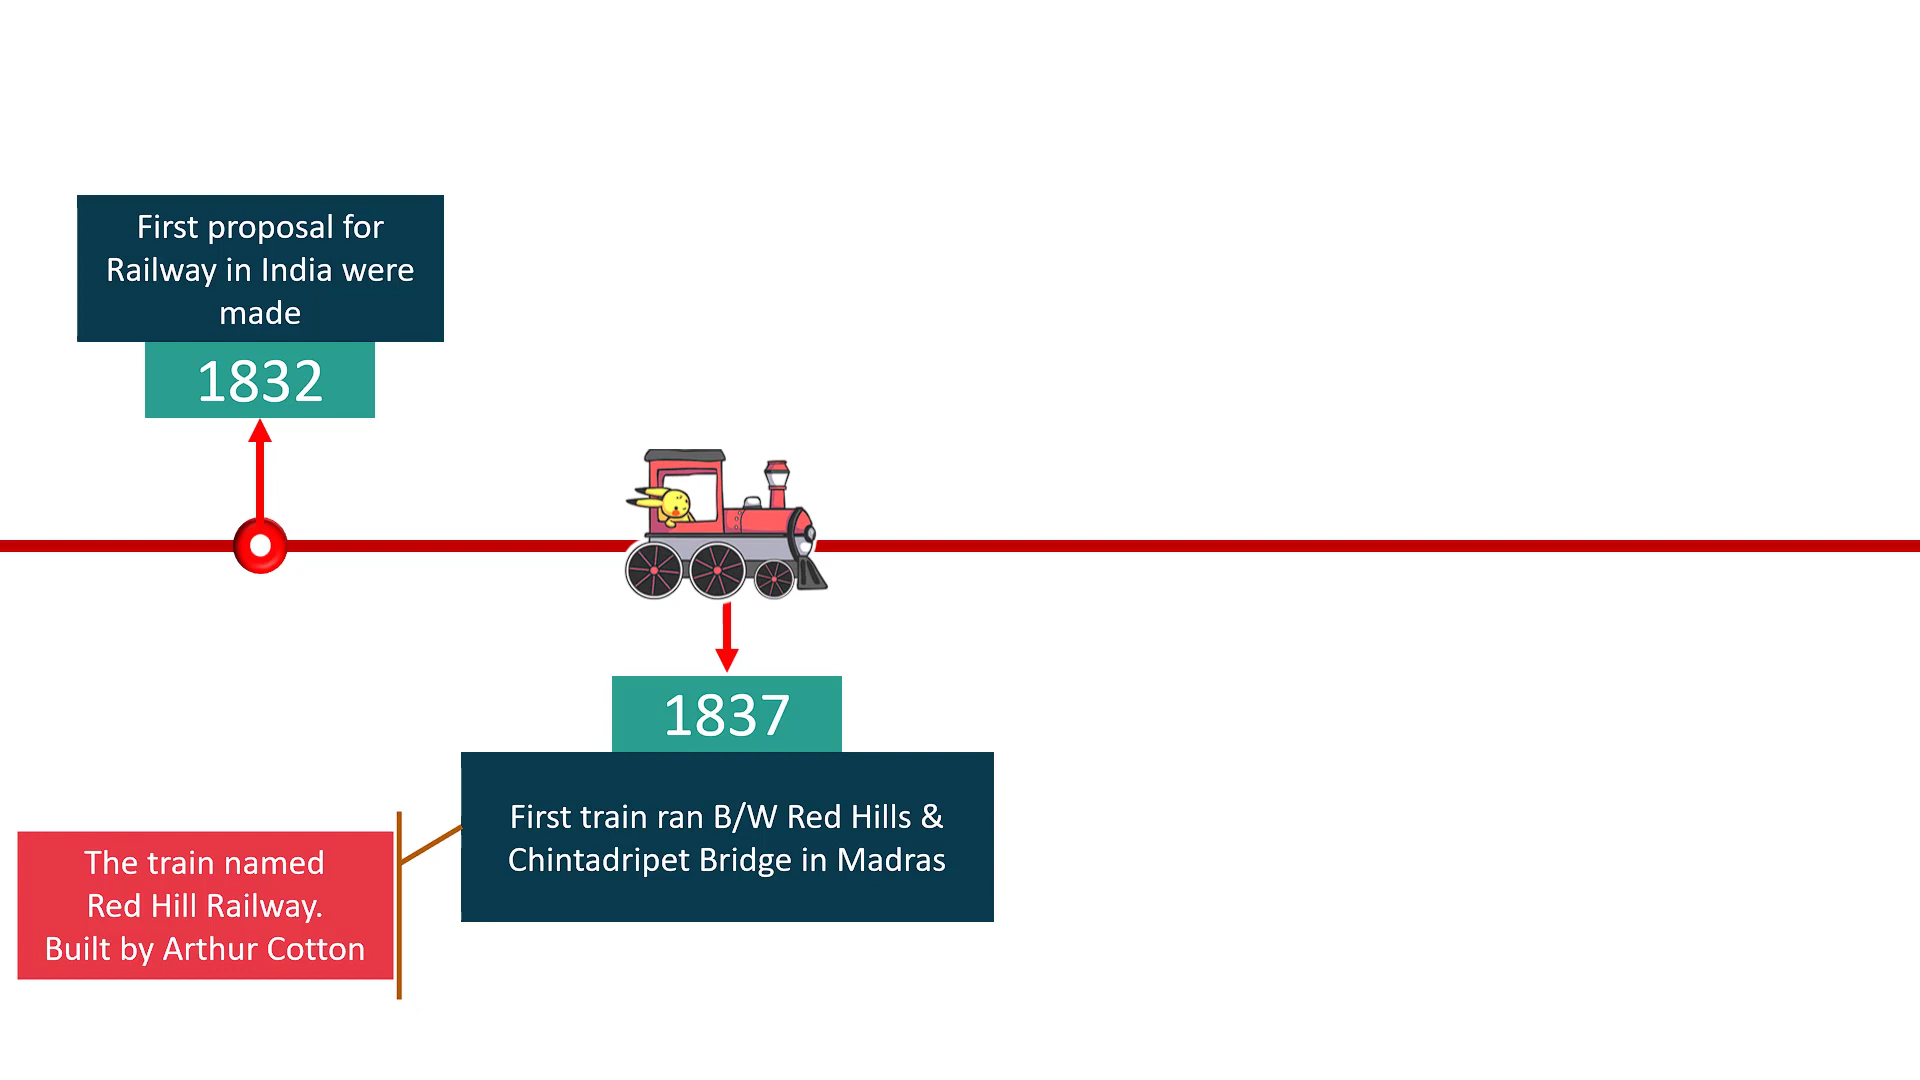 First proposal for
Railway in India were
made
1832
1837
First train ran B/W Red Hills &
Chintadripet Bridge in Madras
The train named
Red Hill Railway.
Built by Arthur Cotton